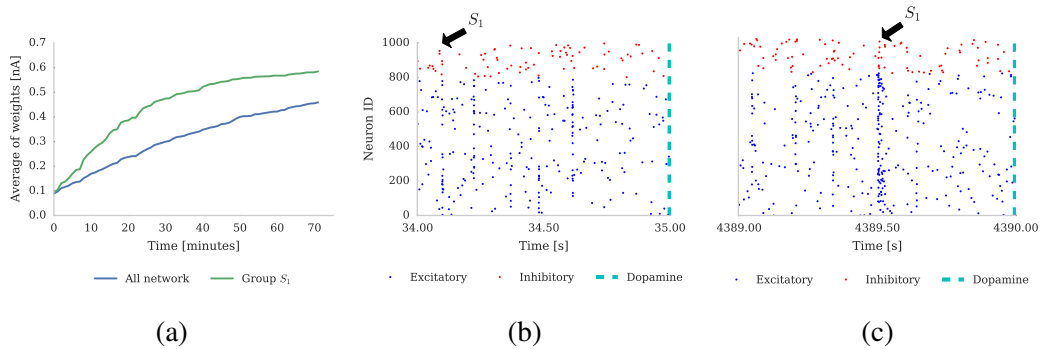 Average of weights [nA]
0.7
0.6
0.5
0.4
0.3
0.2
0.1
0.0
0 10 20 30 40 50 60 70
Time [minutes]
All network Group S₁
(a)
S₁
Neuron ID
1000
800
600
400
200
0
34.00 34.50 35.00
Time [s]
Excitatory Inhibitory Dopamine
(b)
S₁
4389.00 4389.50 4390.00
Time [s]
Excitatory Inhibitory Dopamine
(c)